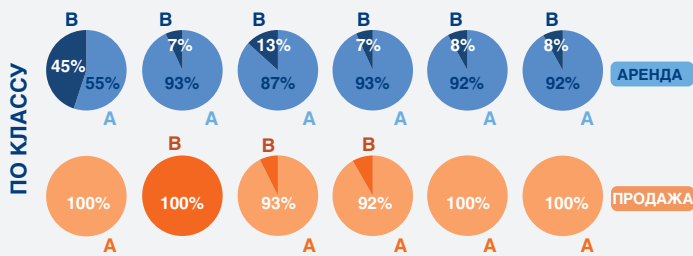 B B B B B B
45% 55% 7% 93% 13% 87% 7% 93% 8% 92% 8% 92%
АРЕНДА
A A A A A A
ПО КЛАССУ
B B B
100% 100% 93% 92% 100% 100%
ПРОДАЖА
A A A A A